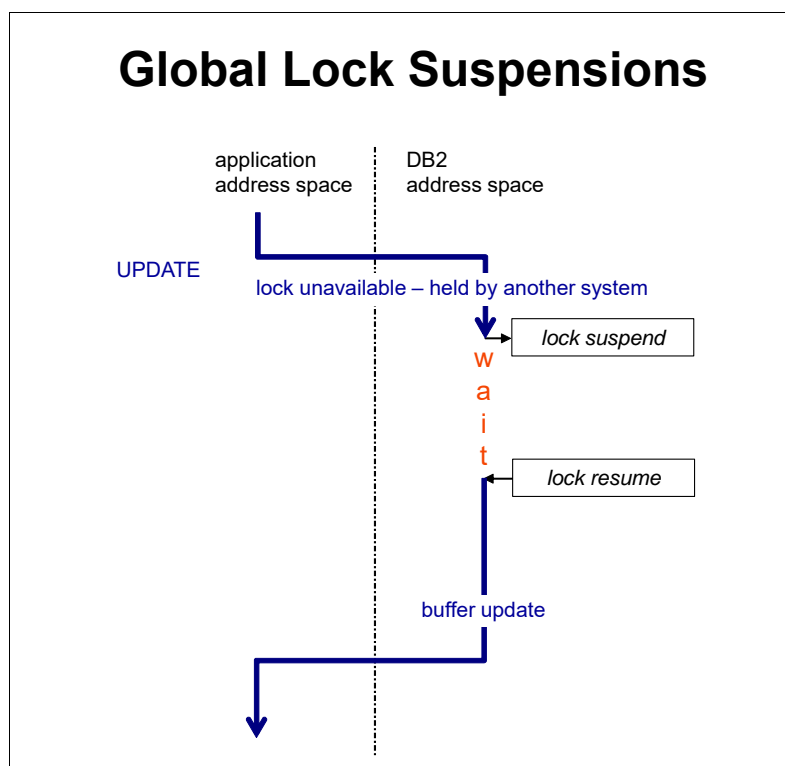 Global Lock Suspensions
application
address space
DB2
address space
UPDATE
lock unavailable – held by another system
lock suspend
w
a
i
t
lock resume
buffer update